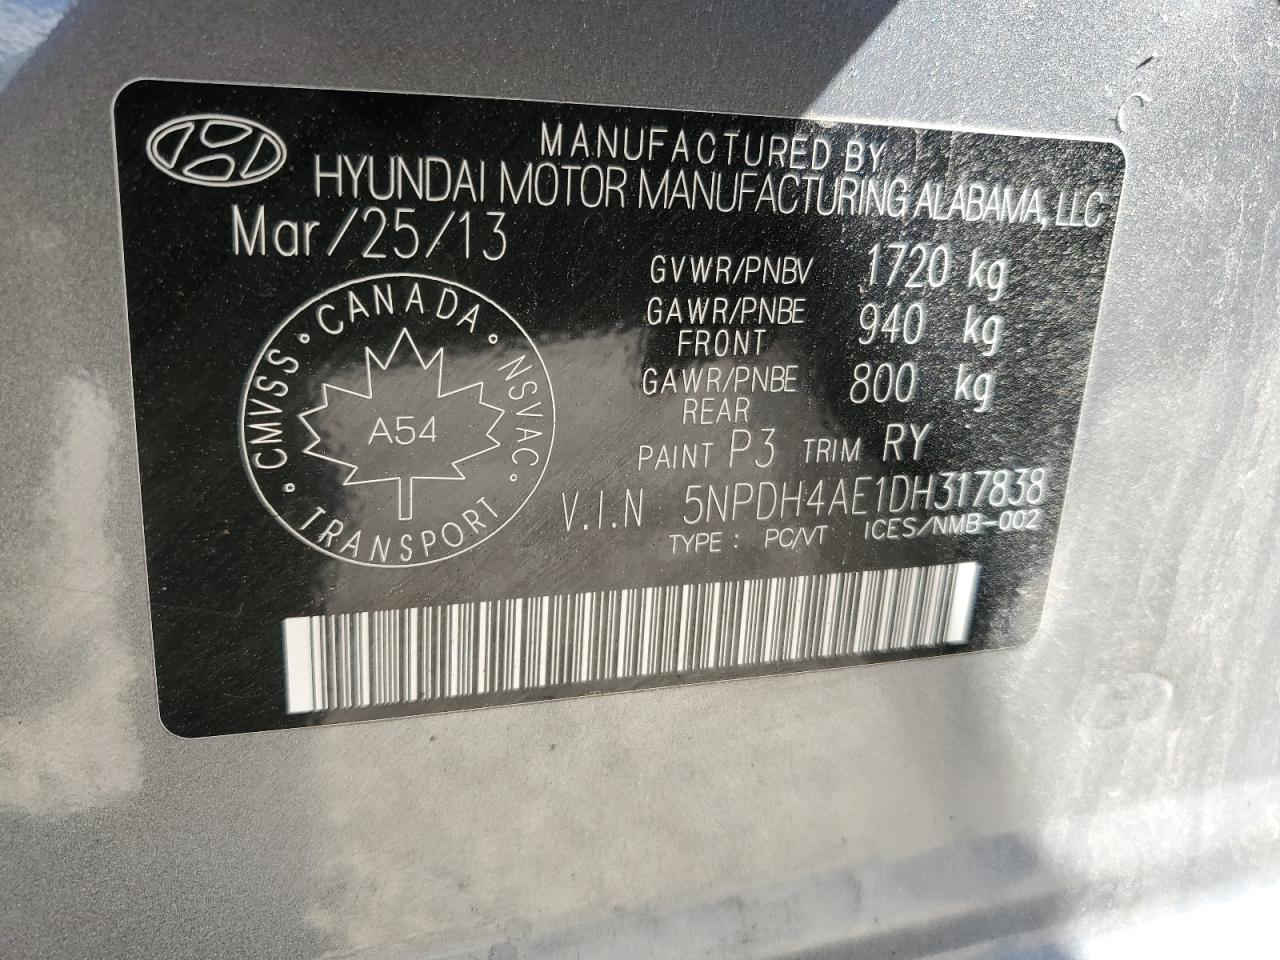 MANUFACTURED BY
HYUNDAI MOTOR MANUFACTURING ALABAMA, LLC
Mar/25/13
GVWR/PNBV 1720 kg
GAWR/PNBE FRONT 940 kg
GAWR/PNBE REAR 800 kg
PAINT P3 TRIM RY
V.I.N 5NPDH4AE1DH317838
TYPE: PC/VT ICES/NMB-002
CMVSS · CANADA · NSVAC · TRANSPORT ·
A54